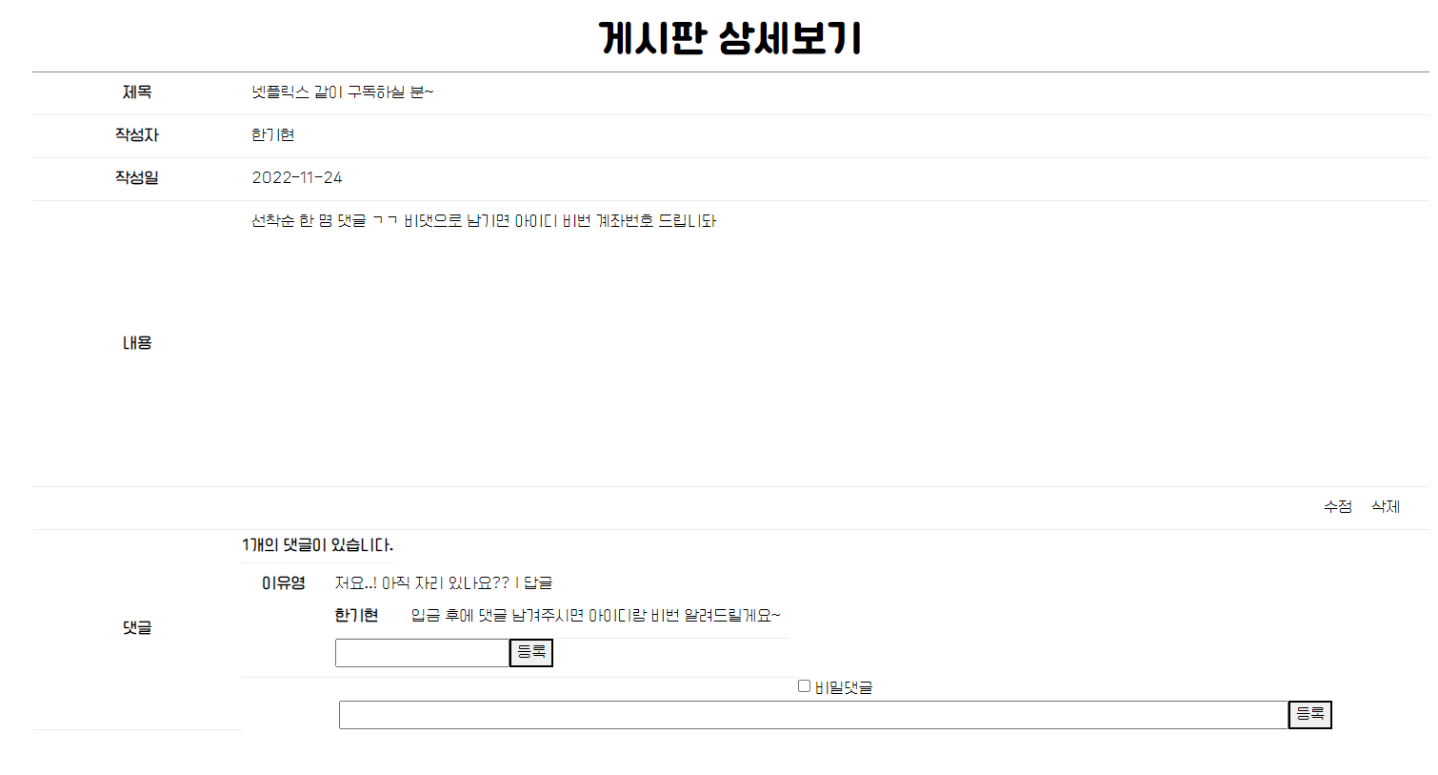 게시판 상세보기
제목 넷플릭스 같이 구독하실 분~
작성자 한기현
작성일 2022-11-24
내용 선착순 한 명 댓글 ㄱㄱ 비댓으로 남기면 아이디 비번 계좌번호 드립니돠
수정 삭제
댓글
1개의 댓글이 있습니다.
이유영 저요..! 아직 자리 있나요?? | 답글
한기현 입금 후에 댓글 남겨주시면 아이디랑 비번 알려드릴게요~
등록
비밀댓글
등록